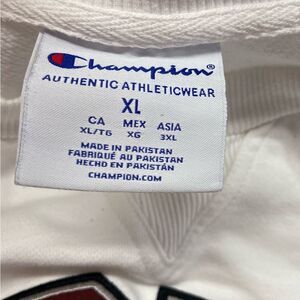 Champion®
AUTHENTIC ATHLETICWEAR
XL
CA MEX ASIA
XL/TG XG 3XL
MADE IN PAKISTAN
FABRIQUÉ AU PAKISTAN
HECHO EN PAKISTÁN
CHAMPION.COM